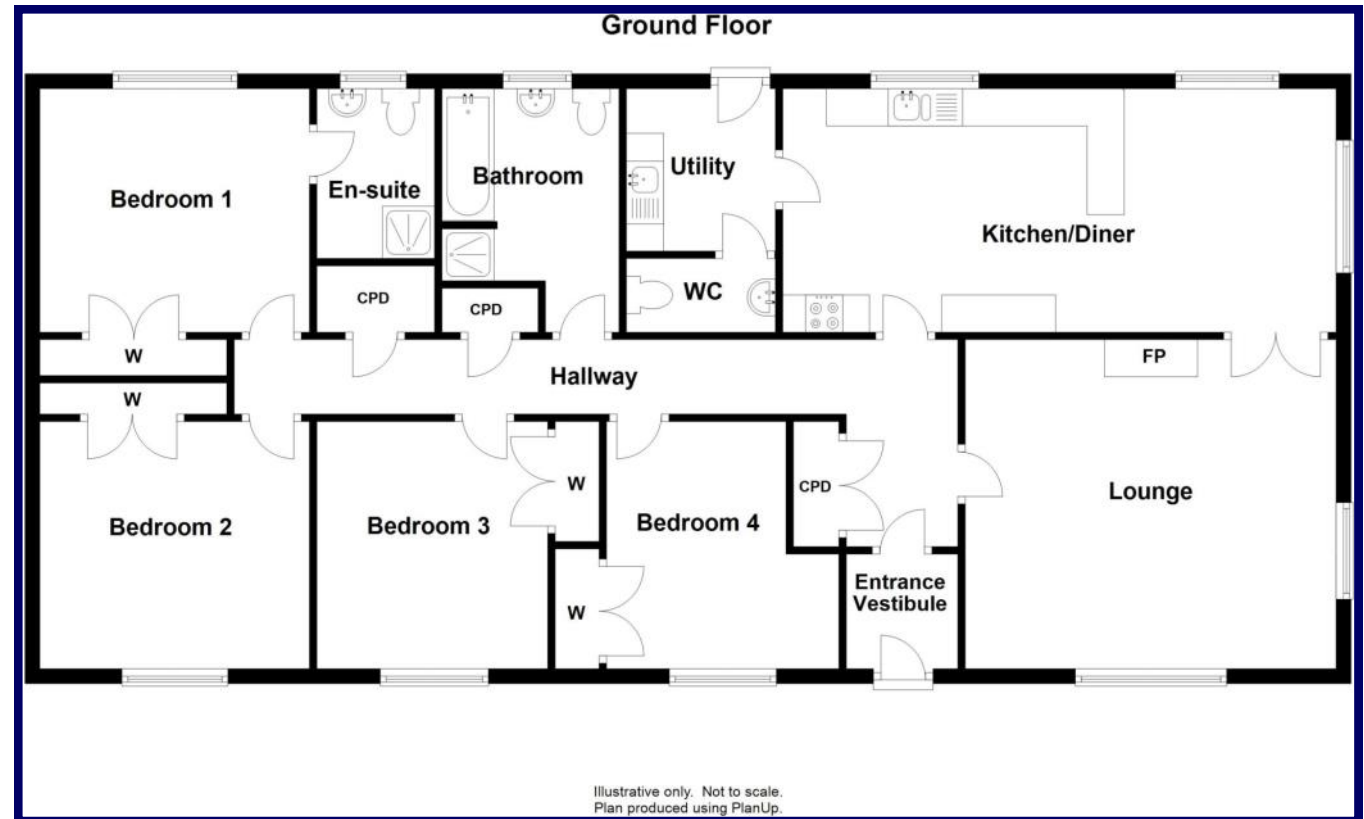 Ground Floor
Bedroom 1
En-suite
Bathroom
Utility
Kitchen/Diner
WC
CPD
CPD
W
W
Hallway
FP
Bedroom 2
Bedroom 3
W
W
Bedroom 4
CPD
Lounge
Entrance
Vestibule
Illustrative only. Not to scale.
Plan produced using PlanUp.